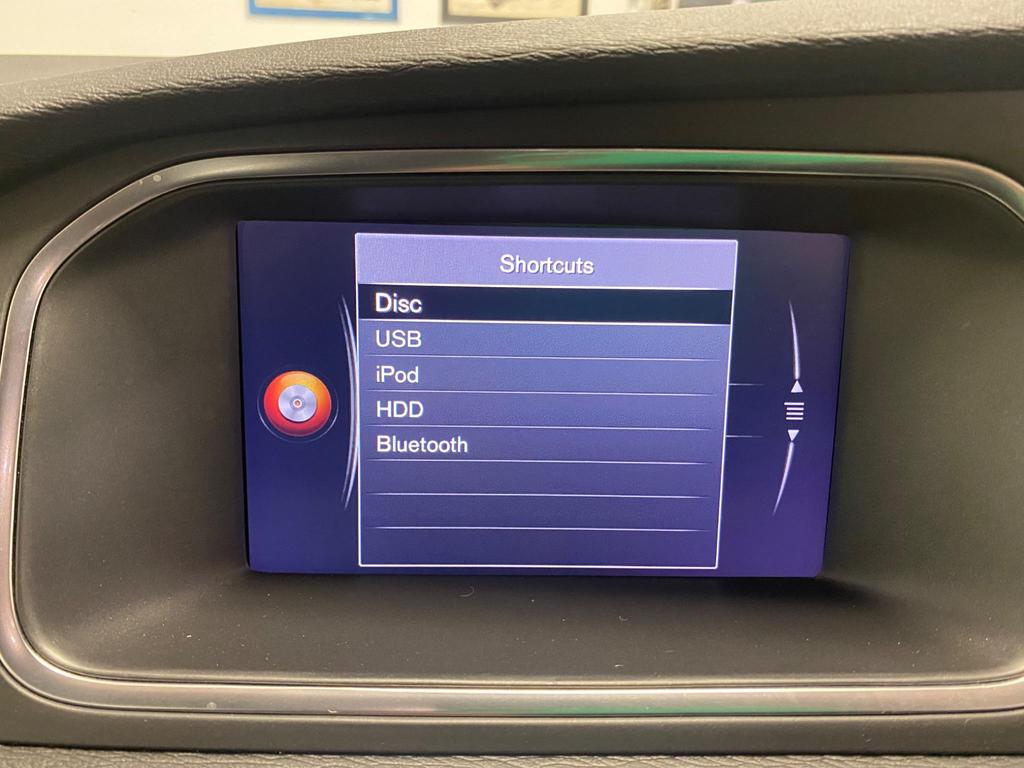 Shortcuts
Disc
USB
iPod
HDD
Bluetooth